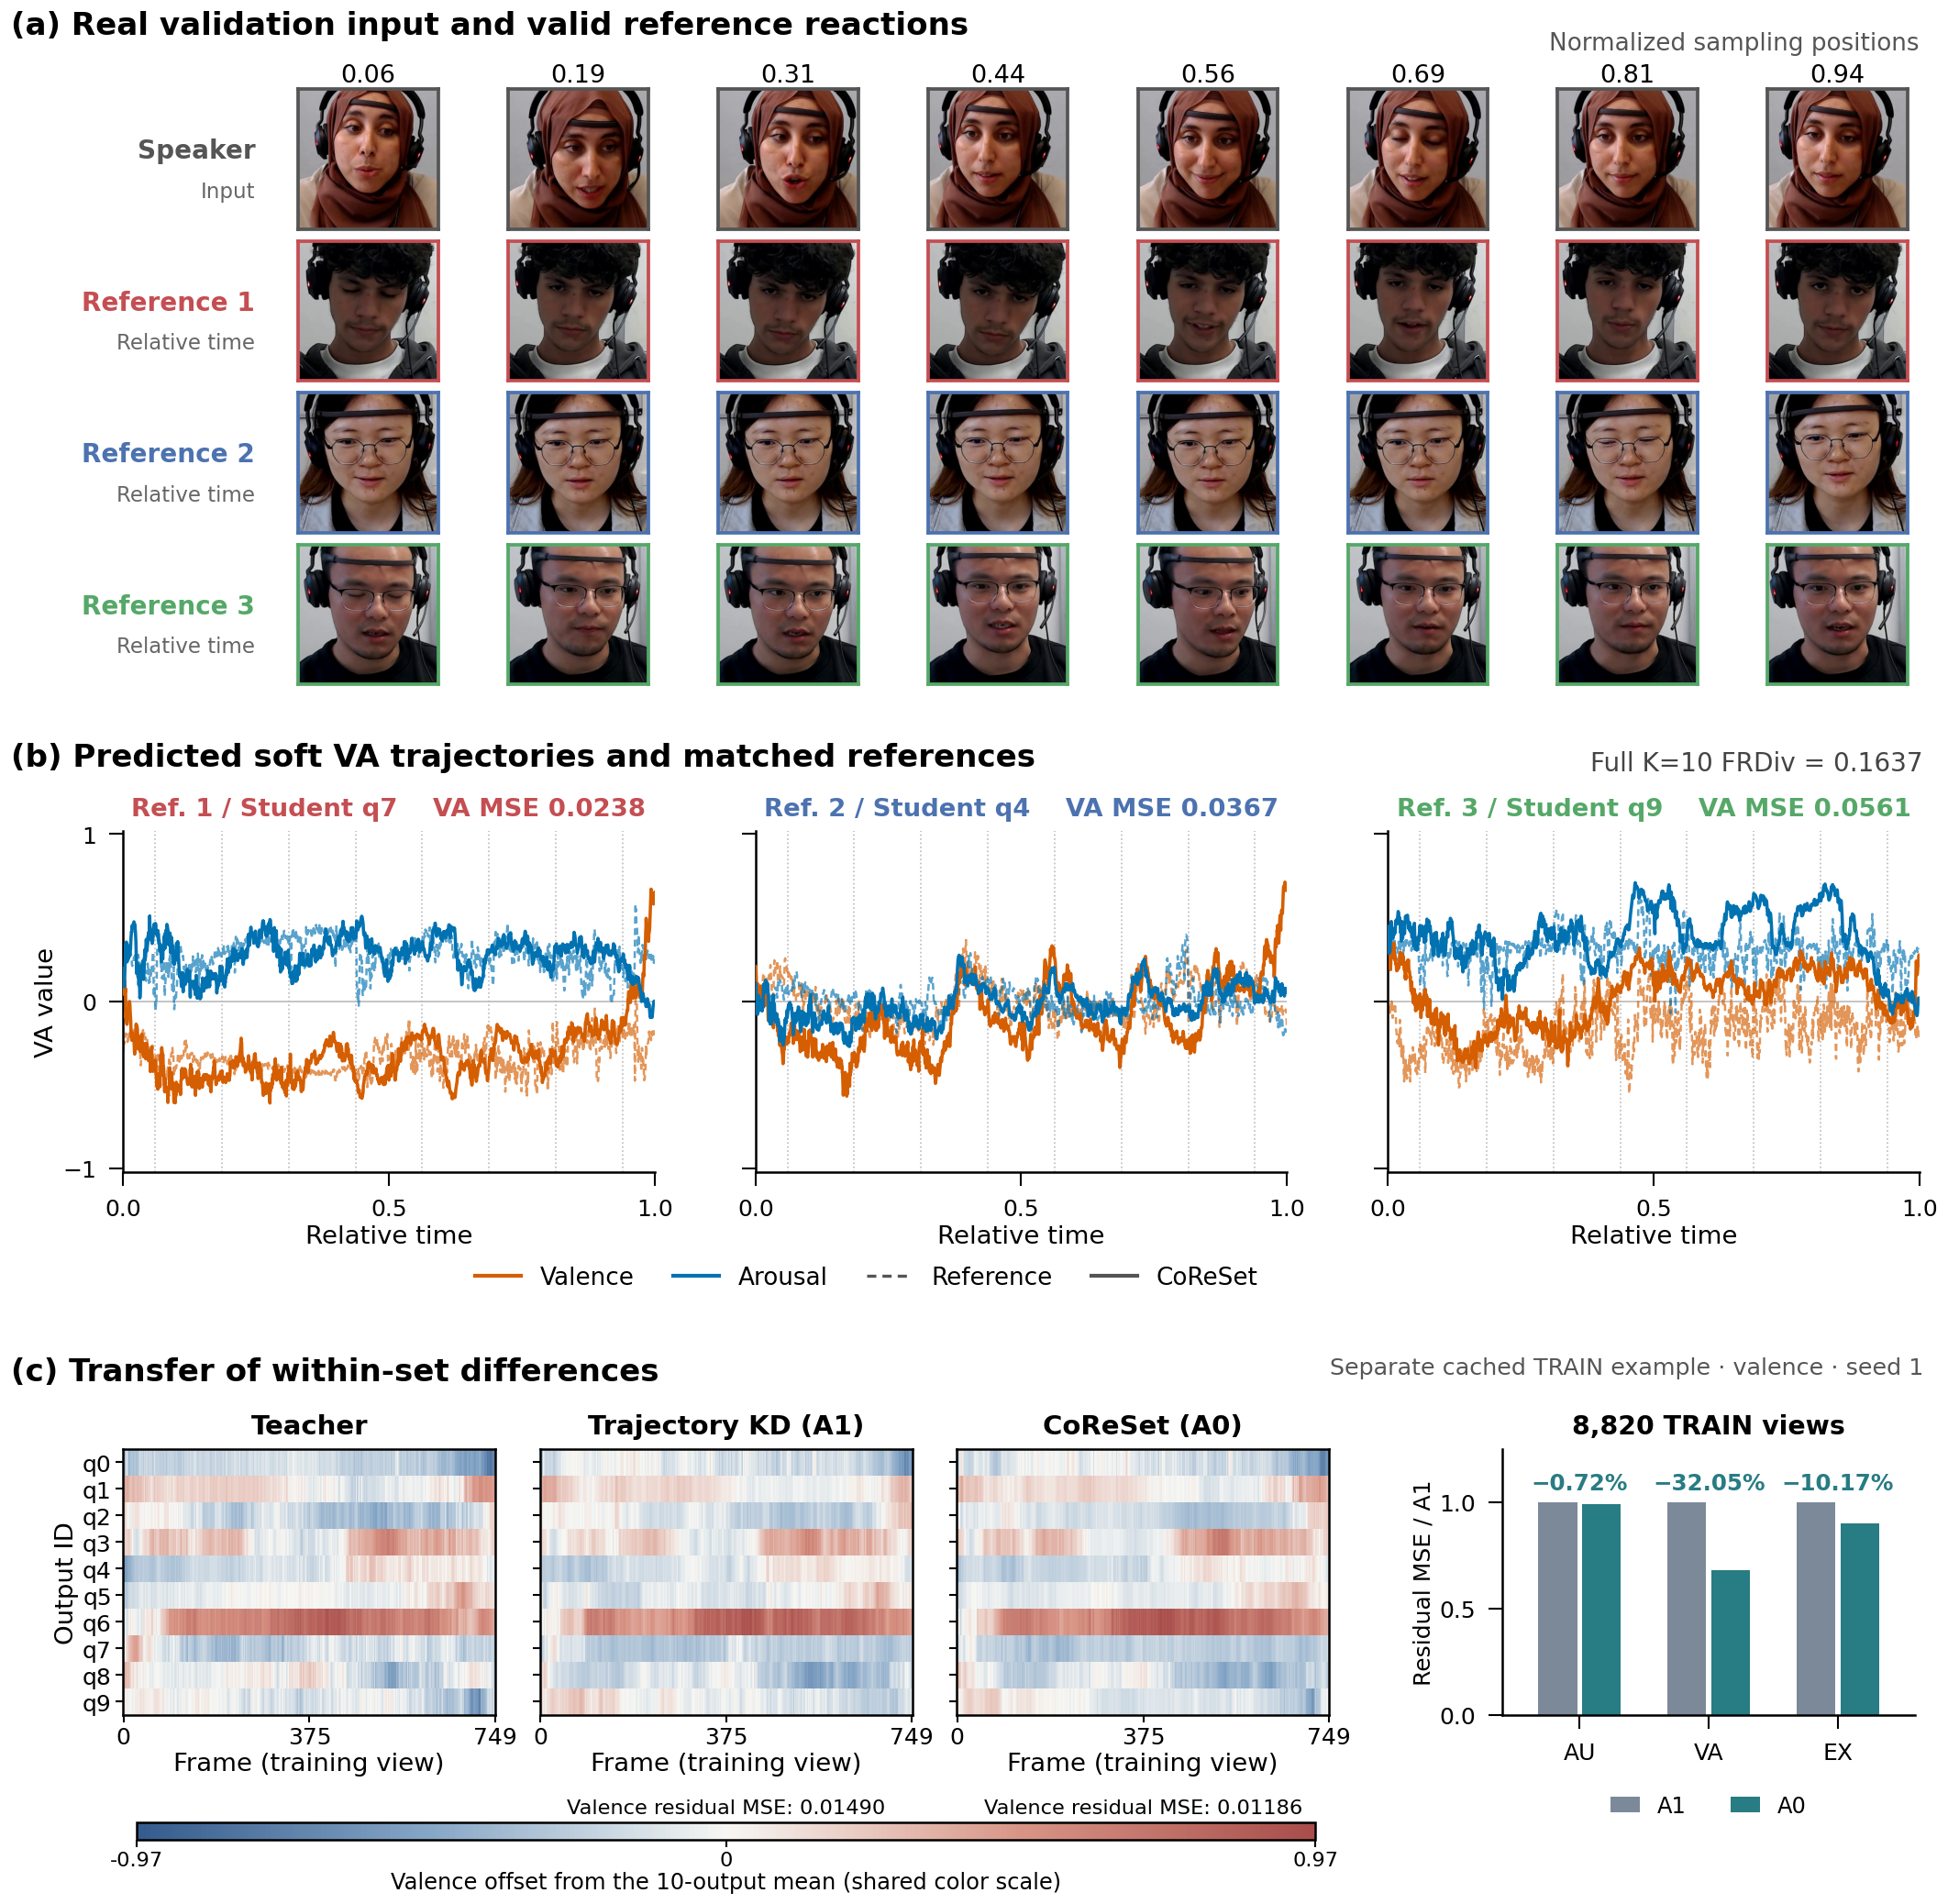 (a) Real validation input and valid reference reactions
Normalized sampling positions
0.06 0.19 0.31 0.44 0.56 0.69 0.81 0.94
Speaker
Input
Reference 1
Relative time
Reference 2
Relative time
Reference 3
Relative time
(b) Predicted soft VA trajectories and matched references
Full K=10 FRDiv = 0.1637
Ref. 1 / Student q7 VA MSE 0.0238
Ref. 2 / Student q4 VA MSE 0.0367
Ref. 3 / Student q9 VA MSE 0.0561
VA value
1
0
−1
0.0 0.5 1.0
Relative time
0.0 0.5 1.0
Relative time
0.0 0.5 1.0
Relative time
Valence Arousal Reference CoReSet
(c) Transfer of within-set differences
Separate cached TRAIN example · valence · seed 1
Teacher
Trajectory KD (A1)
CoReSet (A0)
8,820 TRAIN views
Output ID
q0
q1
q2
q3
q4
q5
q6
q7
q8
q9
0 375 749
Frame (training view)
0 375 749
Frame (training view)
0 375 749
Frame (training view)
Residual MSE / A1
1.0
0.5
0.0
−0.72% −32.05% −10.17%
AU VA EX
A1 A0
Valence residual MSE: 0.01490
Valence residual MSE: 0.01186
-0.97 0 0.97
Valence offset from the 10-output mean (shared color scale)